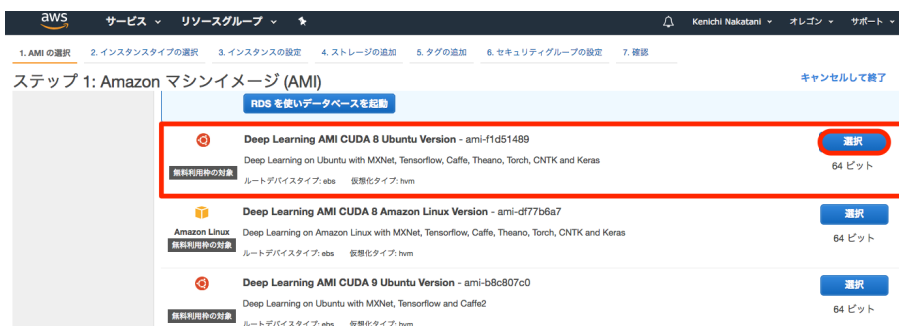 aws サービス リソースグループ Kenichi Nakatani オレゴン サポート
1. AMI の選択 2. インスタンスタイプの選択 3. インスタンスの設定 4. ストレージの追加 5. タグの追加 6. セキュリティグループの設定 7. 確認
ステップ 1: Amazon マシンイメージ (AMI) キャンセルして終了
RDS を使いデータベースを起動
Deep Learning AMI CUDA 8 Ubuntu Version - ami-f1d51489 選択
Deep Learning on Ubuntu with MXNet, Tensorflow, Caffe, Theano, Torch, CNTK and Keras 64 ビット
無料利用枠の対象
ルートデバイスタイプ: ebs 仮想化タイプ: hvm
Deep Learning AMI CUDA 8 Amazon Linux Version - ami-df77b6a7 選択
Amazon Linux Deep Learning on Amazon Linux with MXNet, Tensorflow, Caffe, Theano, Torch, CNTK and Keras 64 ビット
無料利用枠の対象
ルートデバイスタイプ: ebs 仮想化タイプ: hvm
Deep Learning AMI CUDA 9 Ubuntu Version - ami-b8c807c0 選択
Deep Learning on Ubuntu with MXNet, Tensorflow and Caffe2 64 ビット
無料利用枠の対象
ルートデバイスタイプ: ebs 仮想化タイプ: hvm